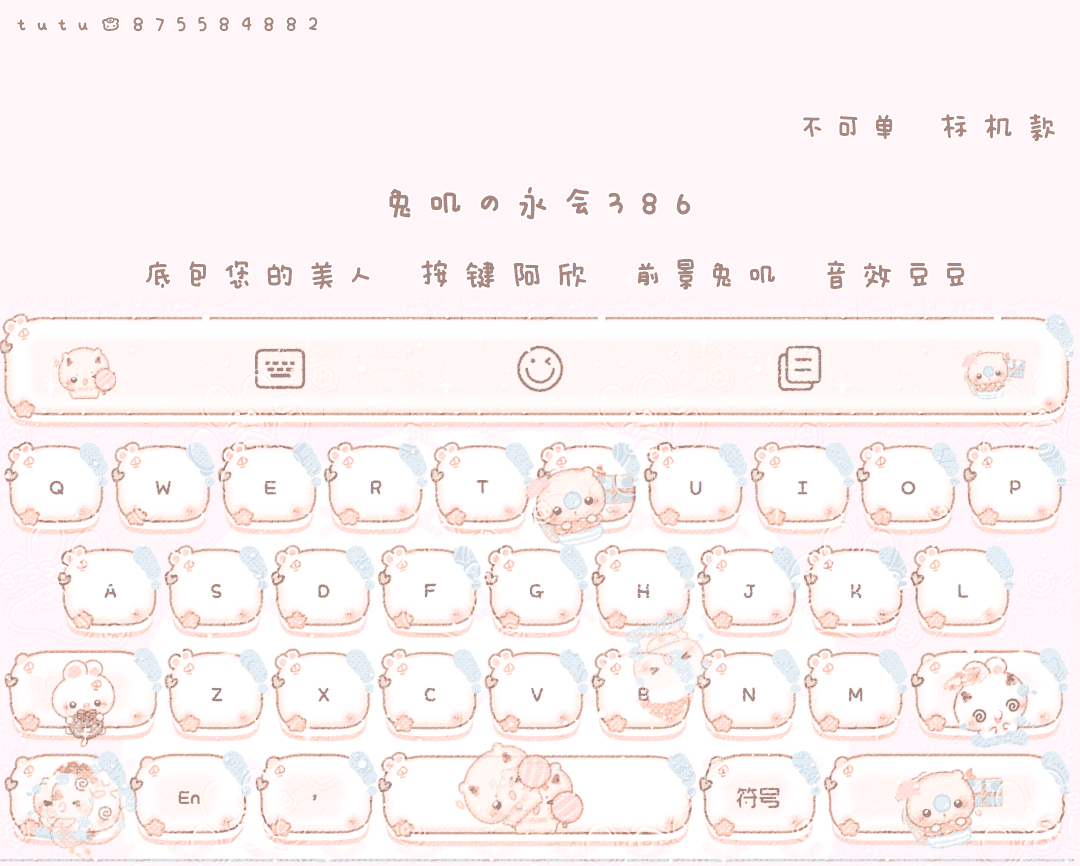 tutu 875584882
不可单 标机款
兔叽の永会386
底包您的美人 按键阿欣 前景兔叽 音效豆豆
Q W E R T U I O P
A S D F G H J K L
Z X C V B N M
En , 符号